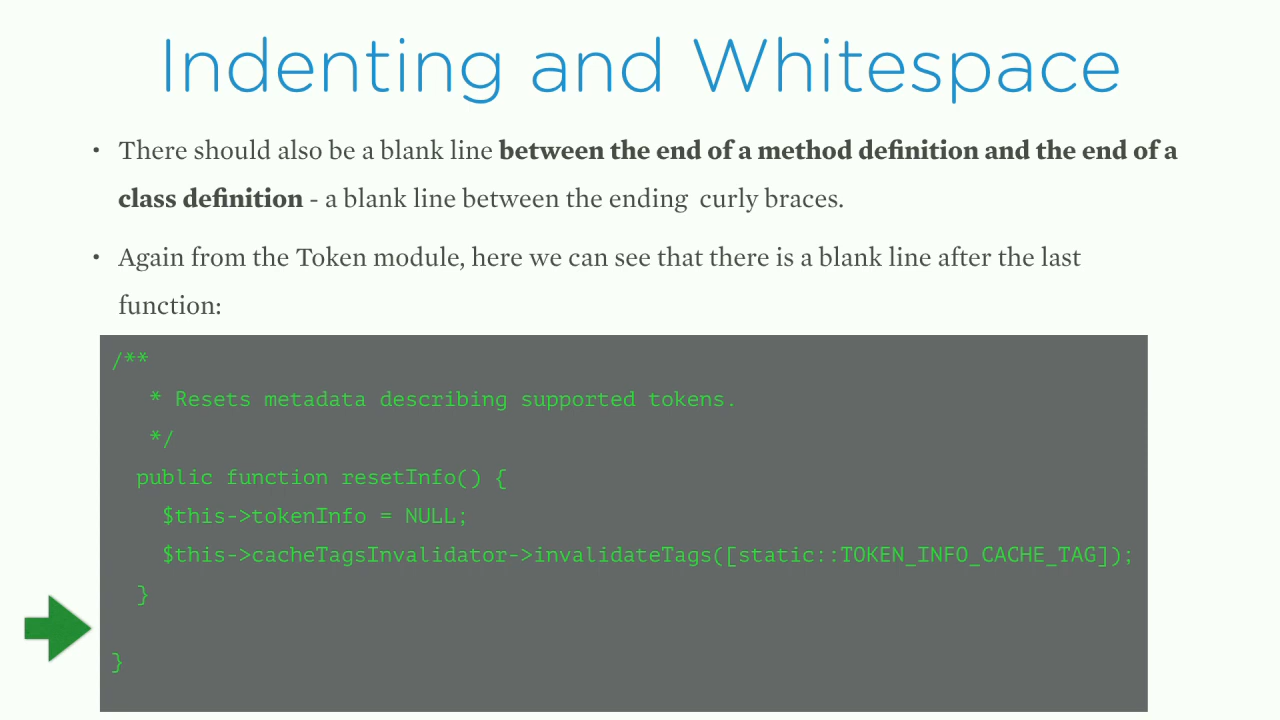 Indenting and Whitespace
• There should also be a blank line between the end of a method definition and the end of a
class definition - a blank line between the ending  curly braces.
• Again from the Token module, here we can see that there is a blank line after the last
function:
/**
   * Resets metadata describing supported tokens.
   */
  public function resetInfo() {
    $this->tokenInfo = NULL;
    $this->cacheTagsInvalidator->invalidateTags([static::TOKEN_INFO_CACHE_TAG]);
  }

}